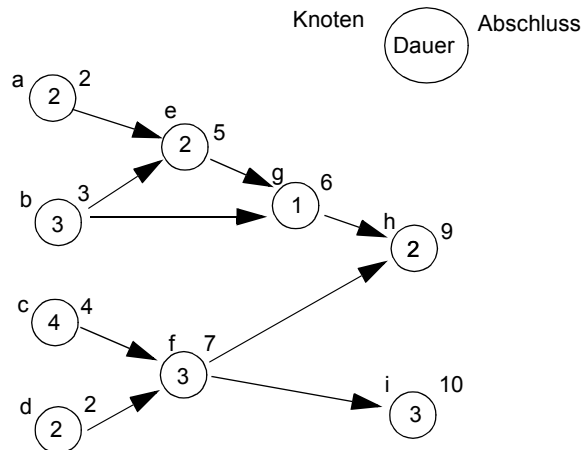 Knoten Dauer Abschluss
a 2 2
e 2 5
b 3 3
g 1 6
h 2 9
c 4 4
f 3 7
d 2 2
i 3 10